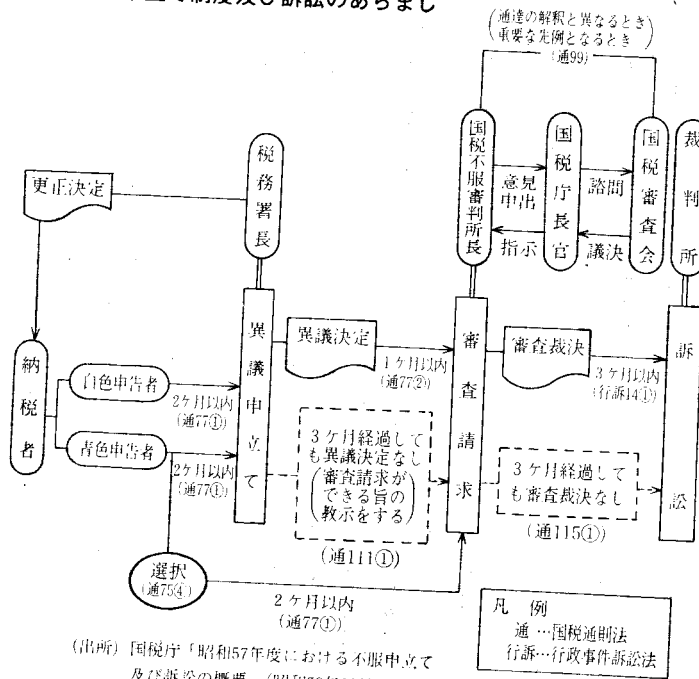 制度及び訴訟のあらまし
(通達の解釈と異なるとき
重要な先例となるとき)
(通99)
税務署長
国税不服審判所長
意見申出
指示
国税庁長官
諮問
議決
国税審査会
裁判所
更正決定
納税者
白色申告者
2ケ月以内
(通77①)
青色申告者
2ケ月以内
(通77①)
異議申立て
異議決定
1ケ月以内
(通77②)
審査請求
審査裁決
3ケ月以内
(行訴14①)
訴訟
3ケ月経過して
も異議決定なし
(審査請求が
できる旨の
教示をする)
(通111①)
3ケ月経過して
も審査裁決なし
(通115①)
選択
(通75④)
2ケ月以内
(通77①)
凡例
通…国税通則法
行訴…行政事件訴訟法
(出所) 国税庁「昭和57年度における不服申立て
及び訴訟の概要